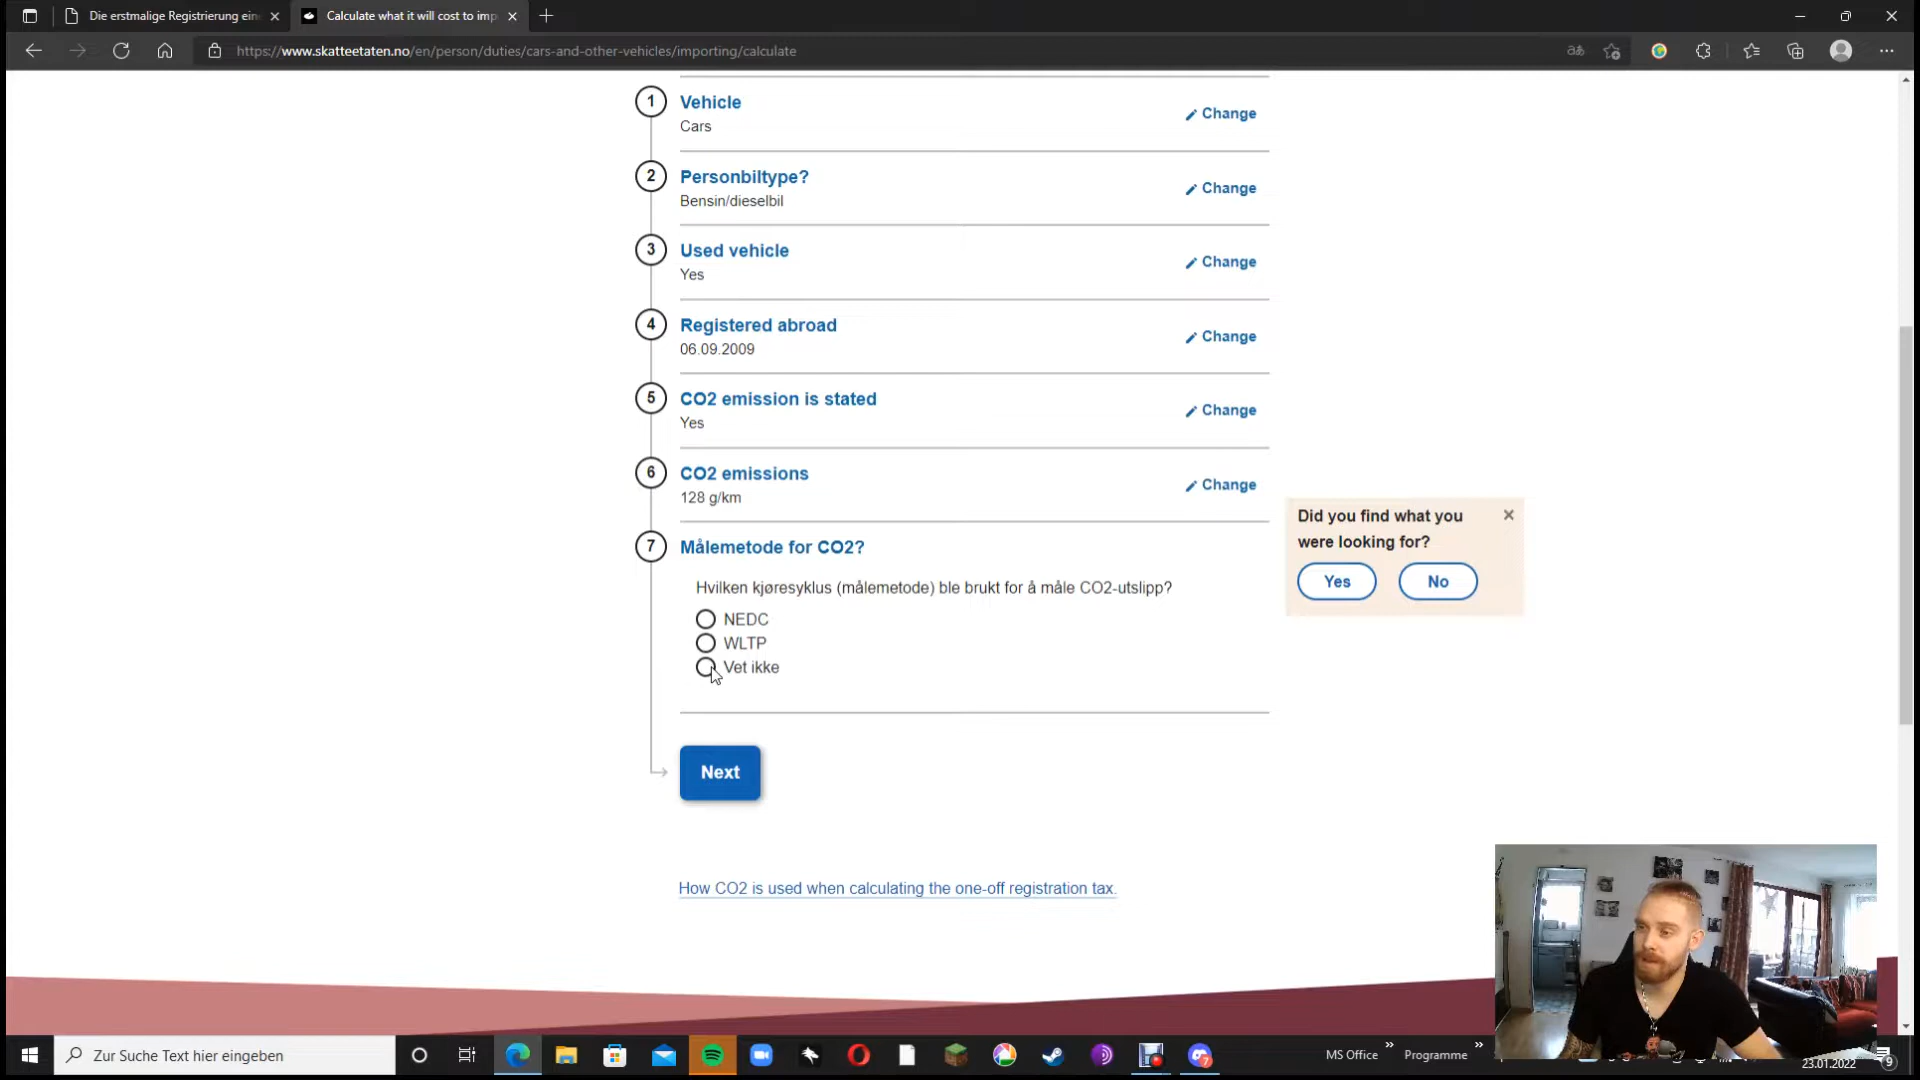 Die erstmalige Registrierung ein
Calculate what it will cost to imp
https://www.skatteetaten.no/en/person/duties/cars-and-other-vehicles/importing/calculate
1 Vehicle
Cars
Change
2 Personbiltype?
Bensin/dieselbil
Change
3 Used vehicle
Yes
Change
4 Registered abroad
06.09.2009
Change
5 CO2 emission is stated
Yes
Change
6 CO2 emissions
128 g/km
Change
7 Målemetode for CO2?
Hvilken kjøresyklus (målemetode) ble brukt for å måle CO2-utslipp?
NEDC
WLTP
Vet ikke
Next
How CO2 is used when calculating the one-off registration tax.
Did you find what you
were looking for?
Yes No
Zur Suche Text hier eingeben
MS Office
Programme
23.01.2022